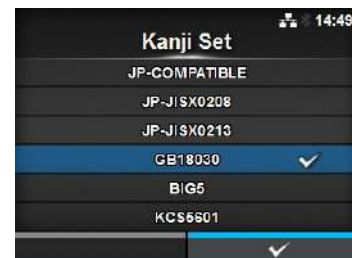 14:49
Kanji Set
JP-COMPATIBLE
JP-JISX0208
JP-JISX0213
GB18030
BIG5
KCS5601